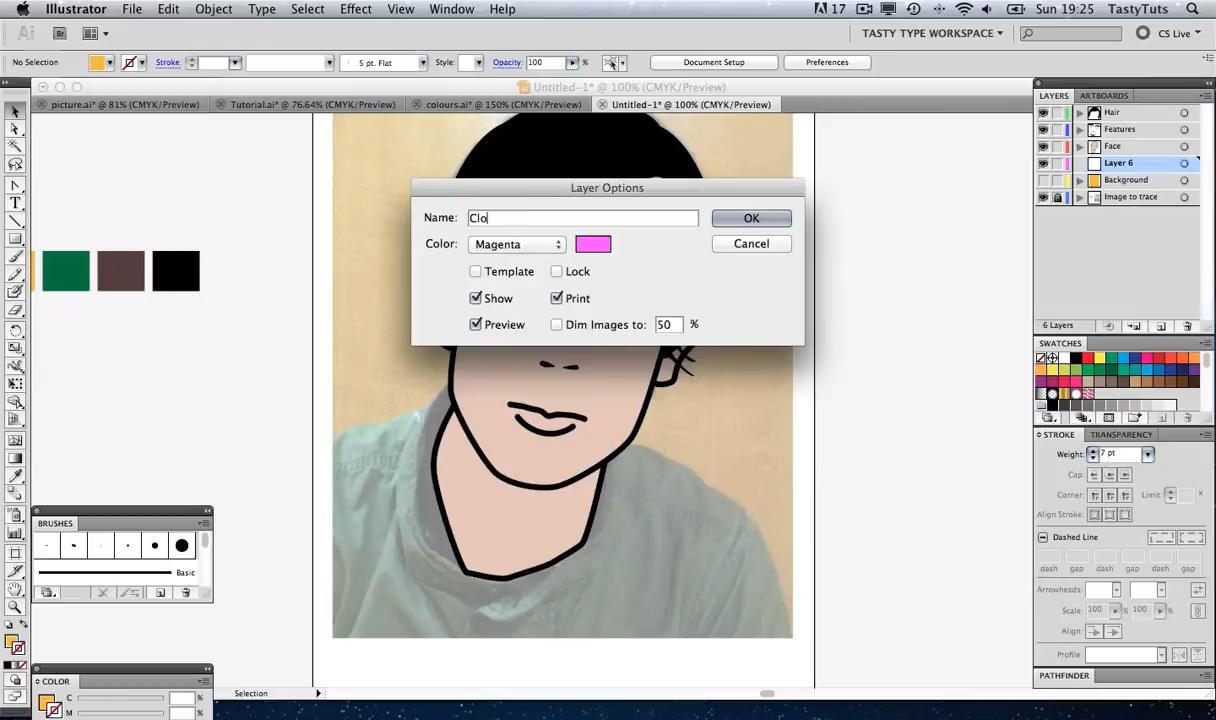 Illustrator File Edit Object Type Select Effect View Window Help 17 Sun 19:25 TastyTuts
Ai Br TASTY TYPE WORKSPACE CS Live
No Selection Stroke: 5 pt. Flat Style: Opacity: 100 % Document Setup Preferences
Untitled-1* @ 100% (CMYK/Preview)
picture.ai* @ 81% (CMYK/Preview) Tutorial.ai* @ 76.64% (CMYK/Preview) colours.ai* @ 150% (CMYK/Preview) Untitled-1* @ 100% (CMYK/Preview)
LAYERS ARTBOARDS
Hair
Features
Face
Layer 6
Background
Image to trace
6 Layers
Layer Options
Name: Clo OK
Color: Magenta Cancel
Template Lock
Show Print
Preview Dim Images to: 50 %
SWATCHES
STROKE TRANSPARENCY
Weight: 7 pt
Cap:
Corner: Limit: x
Align Stroke:
Dashed Line
dash gap dash gap dash gap
Arrowheads:
Scale: 100 % 100 %
Align:
Profile:
PATHFINDER
BRUSHES
Basic
COLOR
C %
M %
Selection